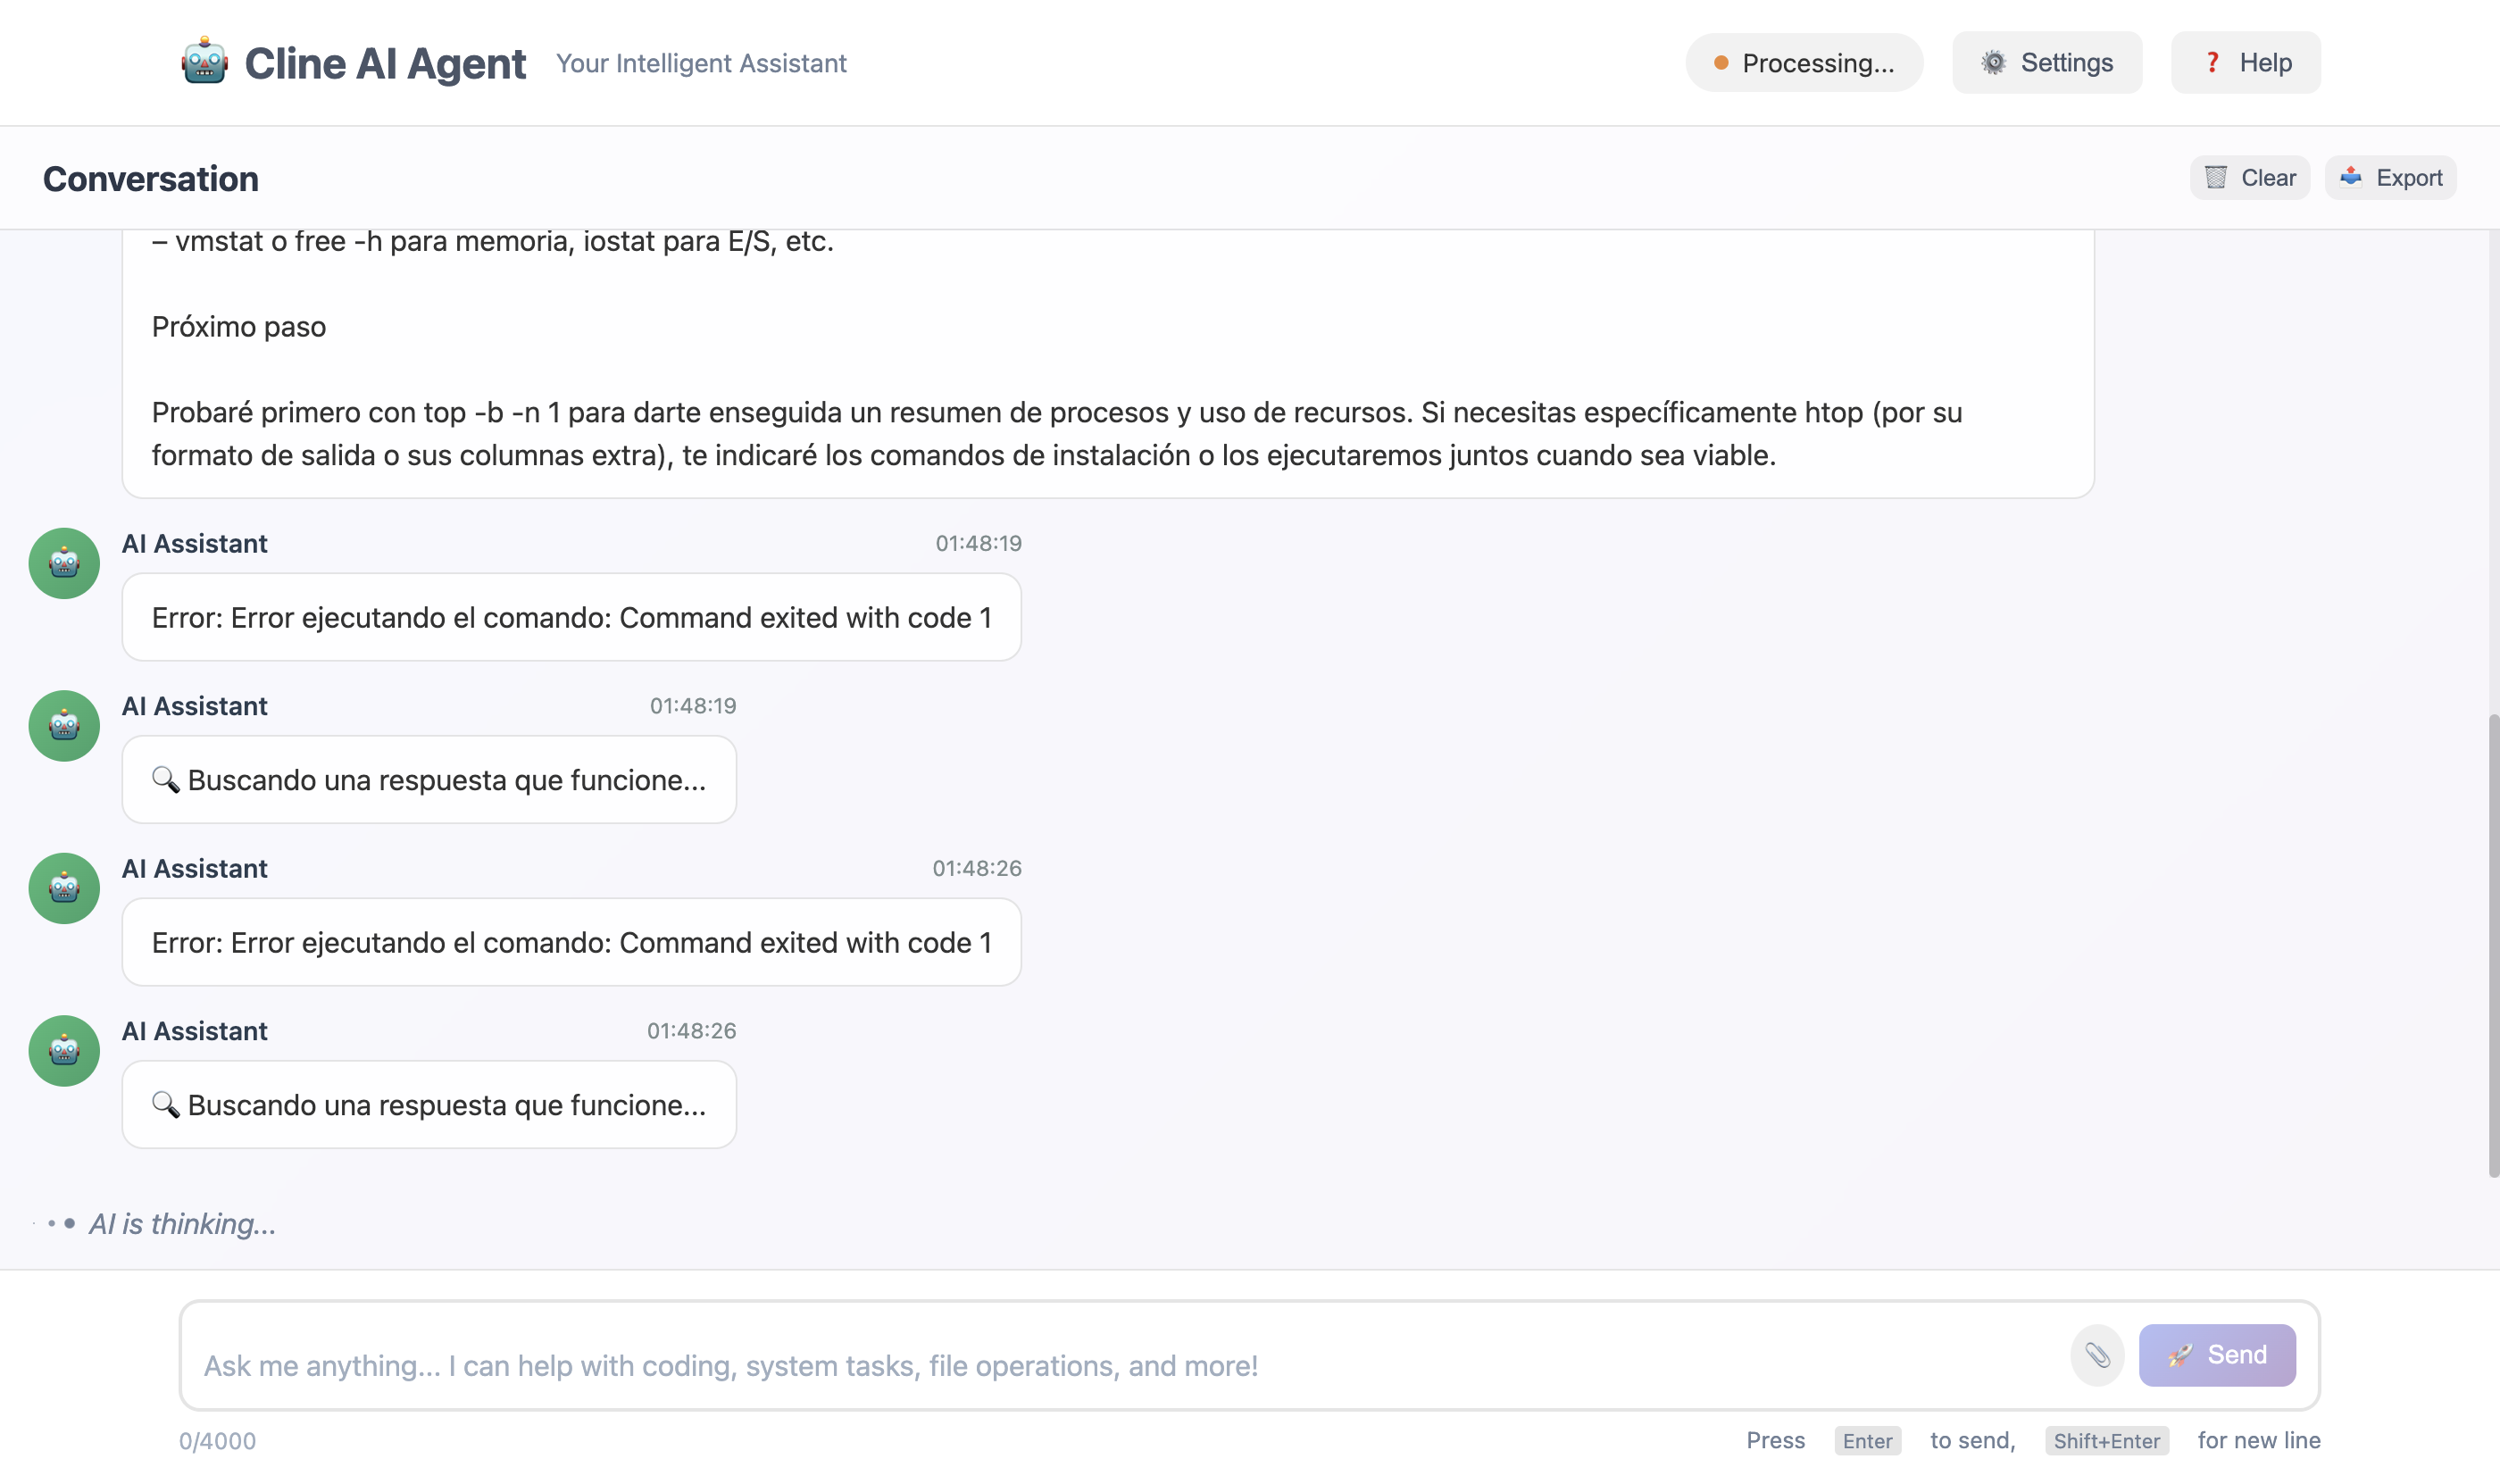 Cline AI Agent
Your Intelligent Assistant
Processing...
Settings
Help
Conversation
Clear
Export
– vmstat o free -h para memoria, iostat para E/S, etc.
Próximo paso
Probaré primero con top -b -n 1 para darte enseguida un resumen de procesos y uso de recursos. Si necesitas específicamente htop (por su
formato de salida o sus columnas extra), te indicaré los comandos de instalación o los ejecutaremos juntos cuando sea viable.
AI Assistant 01:48:19
Error: Error ejecutando el comando: Command exited with code 1
AI Assistant 01:48:19
🔍 Buscando una respuesta que funcione...
AI Assistant 01:48:26
Error: Error ejecutando el comando: Command exited with code 1
AI Assistant 01:48:26
🔍 Buscando una respuesta que funcione...
AI is thinking...
Ask me anything... I can help with coding, system tasks, file operations, and more!
Send
0/4000
Press Enter to send, Shift+Enter for new line